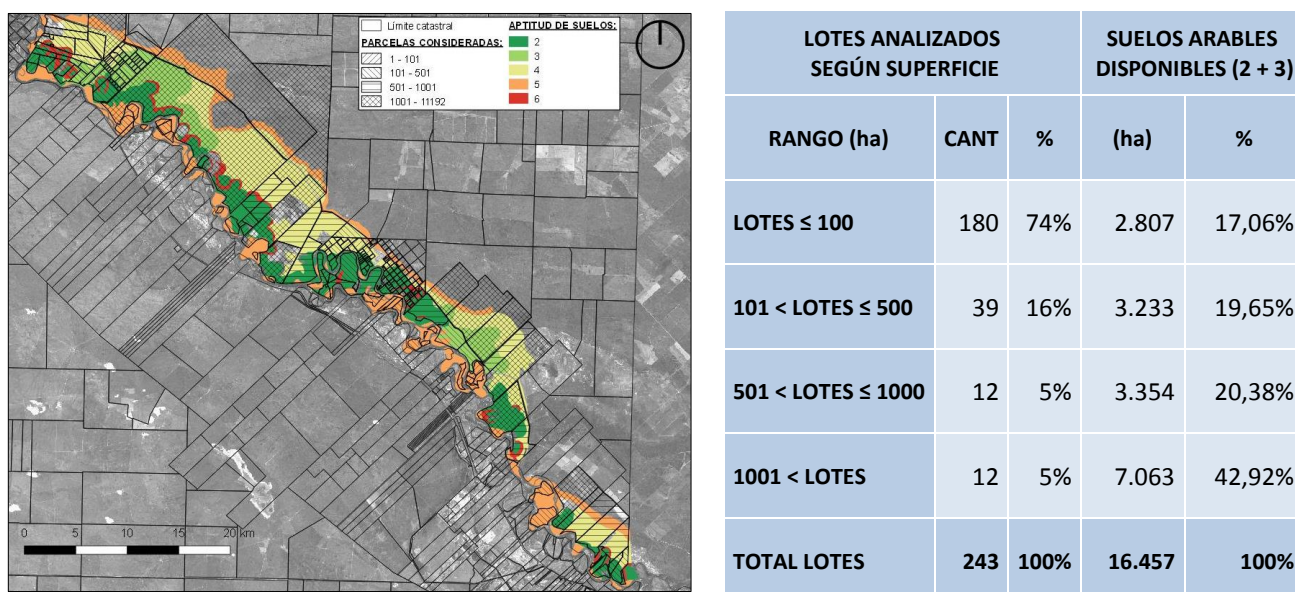 Límite catastral
PARCELAS CONSIDERADAS:
1 - 101
101 - 501
501 - 1001
1001 - 11192
APTITUD DE SUELOS:
2
3
4
5
6
0 5 10 15 20 km
LOTES ANALIZADOS SUELOS ARABLES
SEGÚN SUPERFICIE DISPONIBLES (2 + 3)
RANGO (ha) CANT % (ha) %
LOTES ≤ 100 180 74% 2.807 17,06%
101 < LOTES ≤ 500 39 16% 3.233 19,65%
501 < LOTES ≤ 1000 12 5% 3.354 20,38%
1001 < LOTES 12 5% 7.063 42,92%
TOTAL LOTES 243 100% 16.457 100%